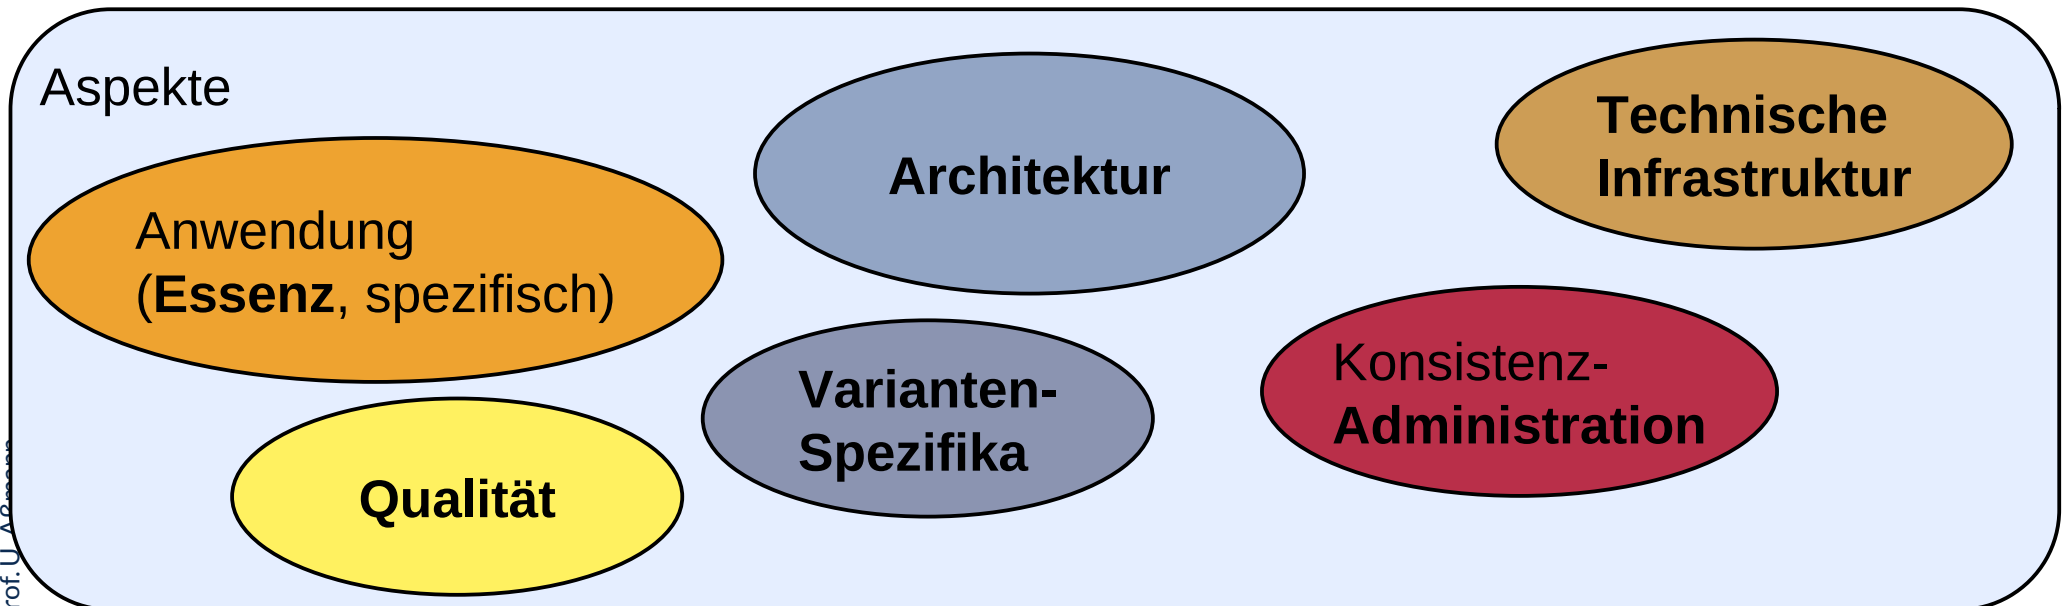 Aspekte
Anwendung
(Essenz, spezifisch)
Architektur
Technische
Infrastruktur
Varianten-
Spezifika
Konsistenz-
Administration
Qualität